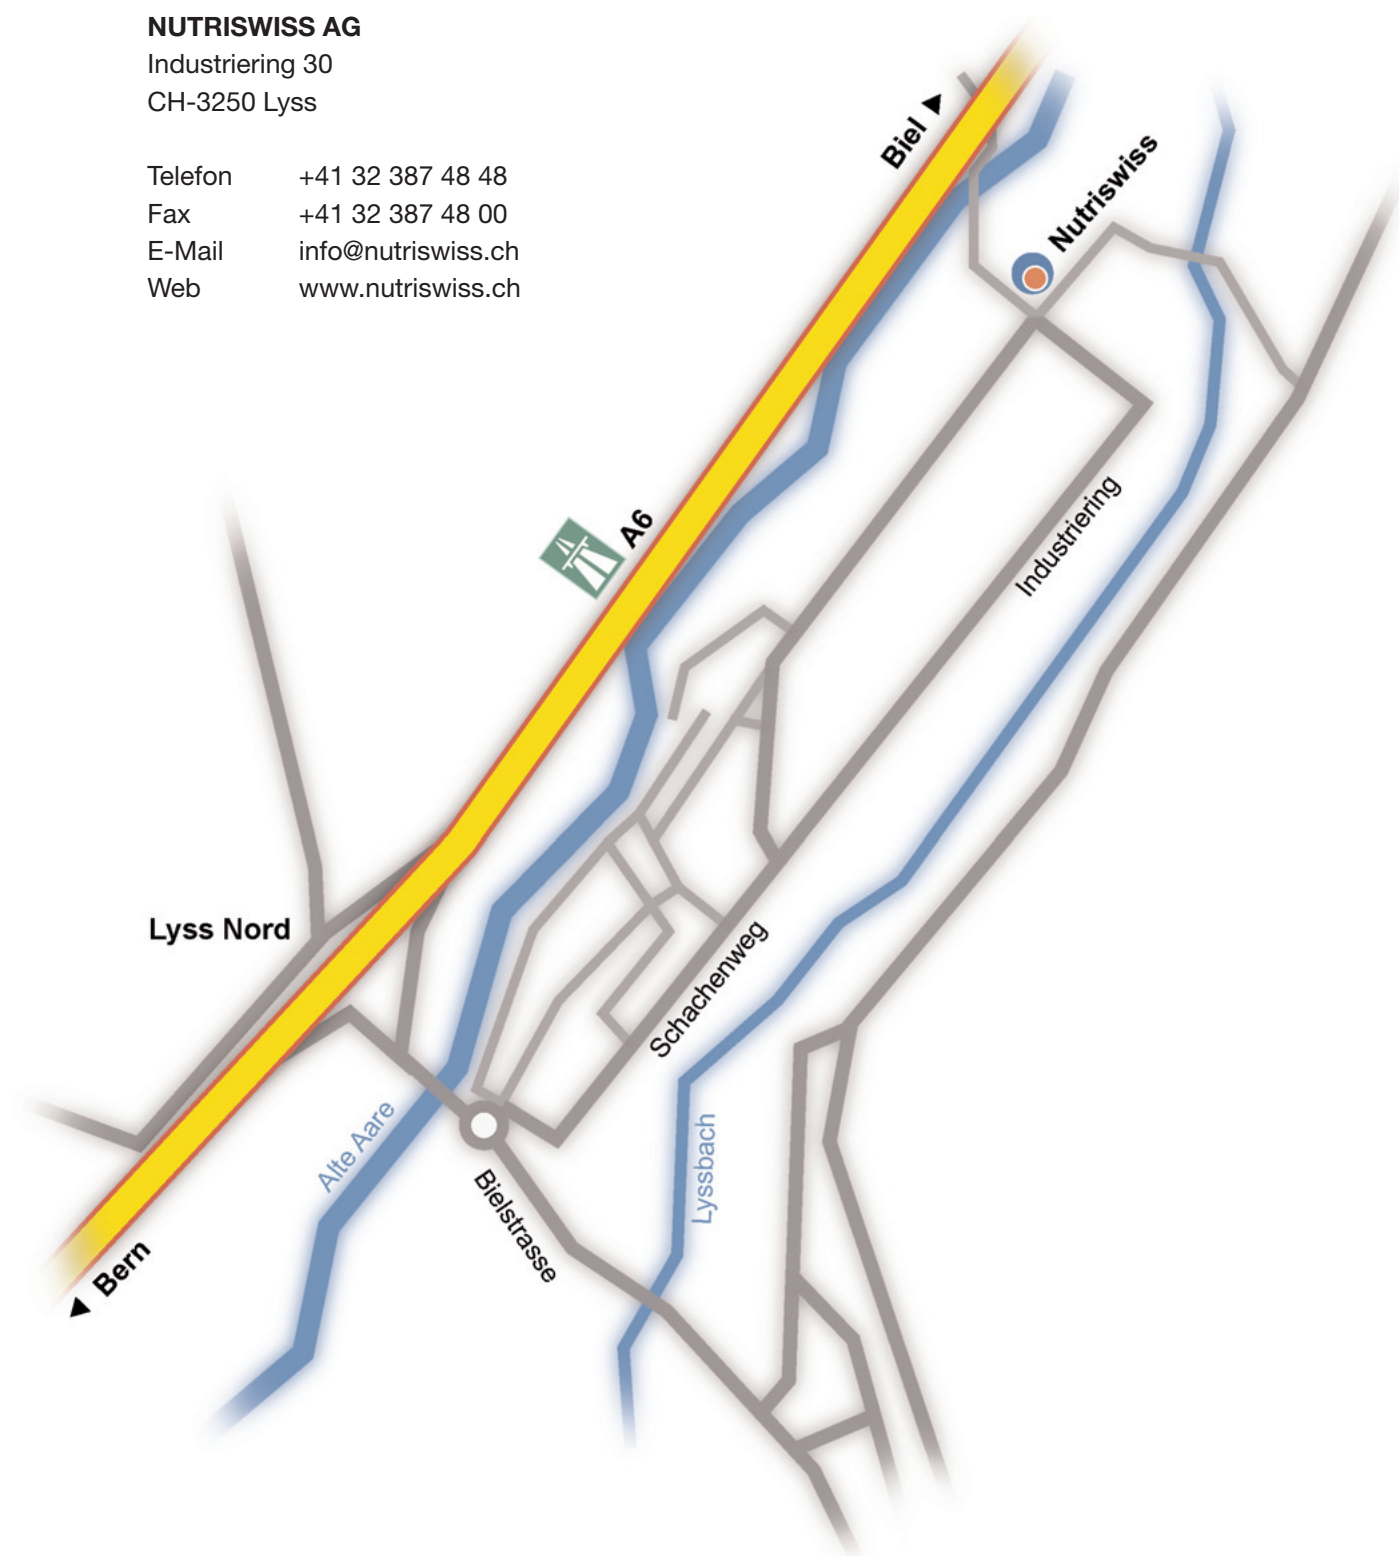 NUTRISWISS AG
Industriering 30
CH-3250 Lyss
Telefon +41 32 387 48 48
Fax +41 32 387 48 00
E-Mail info@nutriswiss.ch
Web www.nutriswiss.ch
Biel
Nutriswiss
A6
Industriering
Lyss Nord
Schachenweg
Alte Aare
Lyssbach
Bielstrasse
Bern